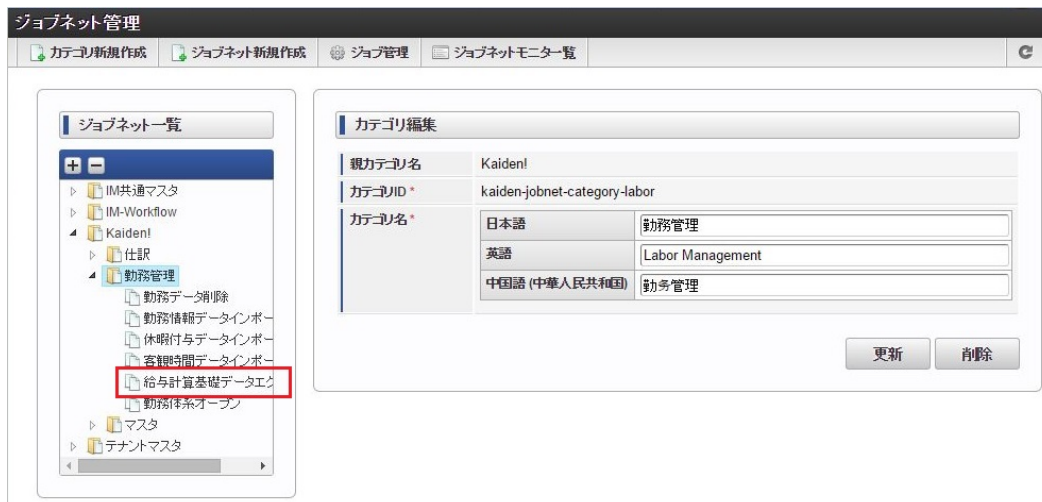 ジョブネット管理
カテゴリ新規作成 ジョブネット新規作成 ジョブ管理 ジョブネットモニター覧
ジョブネット一覧
IM共通マスタ
IM-Workflow
Kaiden!
仕訳
勤務管理
勤務データ削除
勤務情報データインポー
休暇付与データインポー
客観時間データインポー
給与計算基礎データエク
勤務体系オープン
マスタ
テナントマスタ
カテゴリ編集
親カテゴリ名 Kaiden!
カテゴリID * kaiden-jobnet-category-labor
カテゴリ名 * 日本語 勤務管理
英語 Labor Management
中国語 (中華人民共和国) 勤务管理
更新 削除